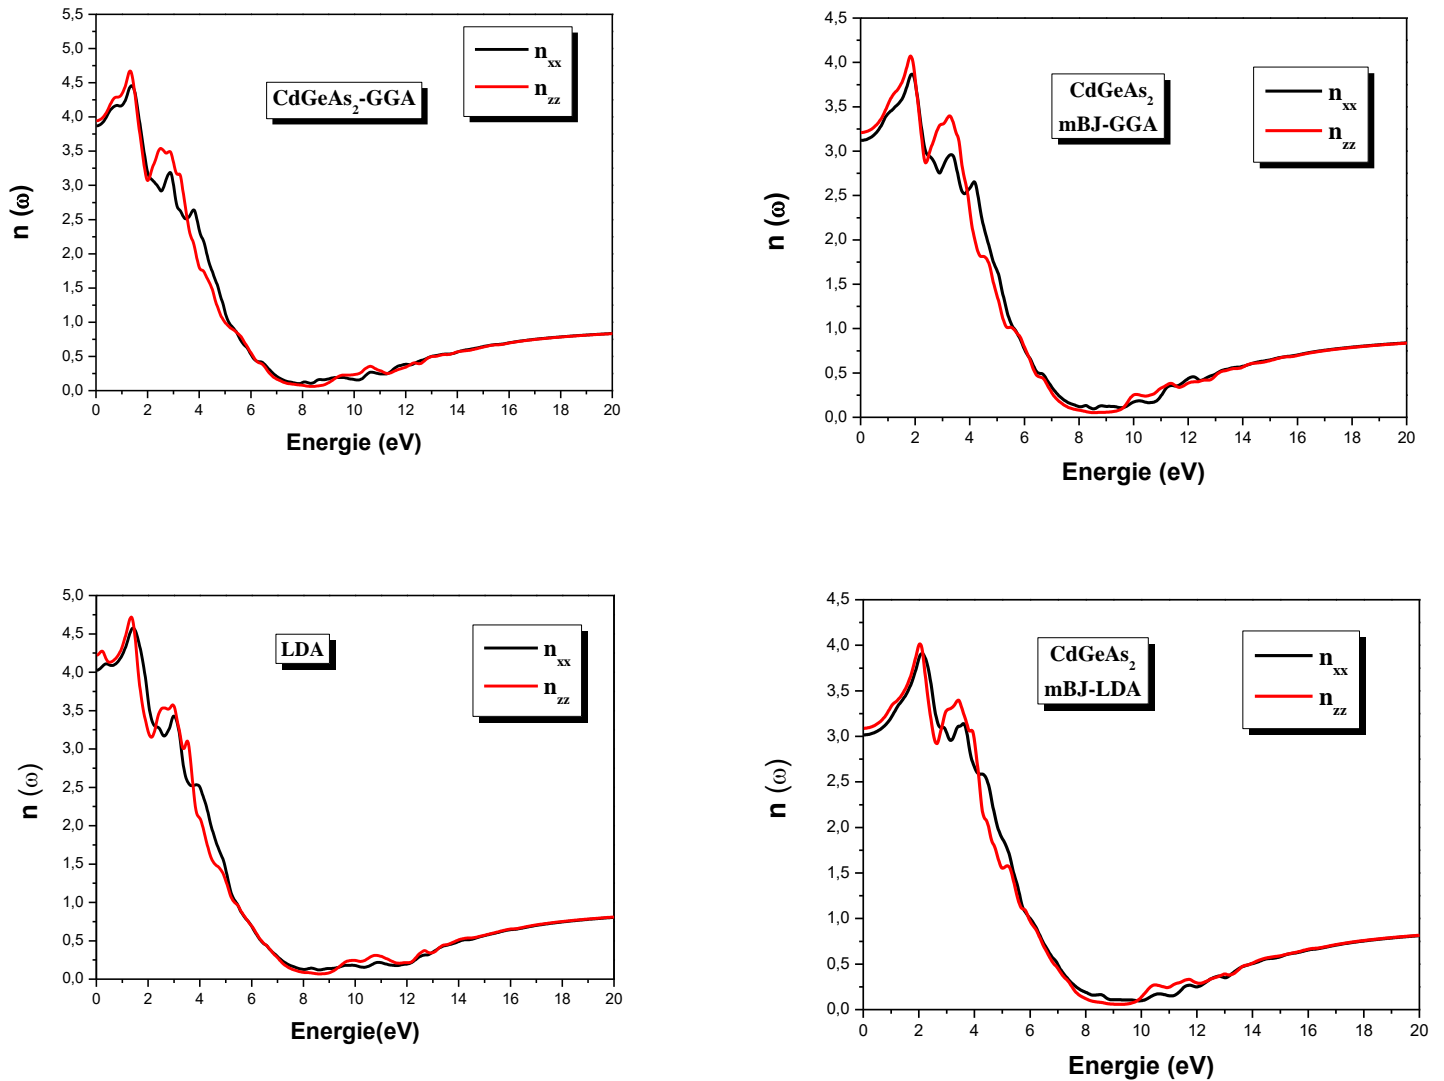 5,5
5,0
4,5
4,0
3,5
3,0
2,5
2,0
1,5
1,0
0,5
0,0
n (ω)
0 2 4 6 8 10 12 14 16 18 20
Energie (eV)
CdGeAs2-GGA
nxx
nzz
4,5
4,0
3,5
3,0
2,5
2,0
1,5
1,0
0,5
0,0
n (ω)
0 2 4 6 8 10 12 14 16 18 20
Energie (eV)
CdGeAs2
mBJ-GGA
nxx
nzz
5,0
4,5
4,0
3,5
3,0
2,5
2,0
1,5
1,0
0,5
0,0
n (ω)
0 2 4 6 8 10 12 14 16 18 20
Energie(eV)
LDA
nxx
nzz
4,5
4,0
3,5
3,0
2,5
2,0
1,5
1,0
0,5
0,0
n (ω)
0 2 4 6 8 10 12 14 16 18 20
Energie (eV)
CdGeAs2
mBJ-LDA
nxx
nzz